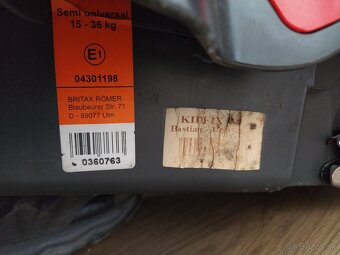 Semi universal
15 - 36 kg
E1
04301198
BRITAX RÖMER
Blaubeurer Str. 71
D - 89077 Ulm
0360763
KIDFIX
Bastian